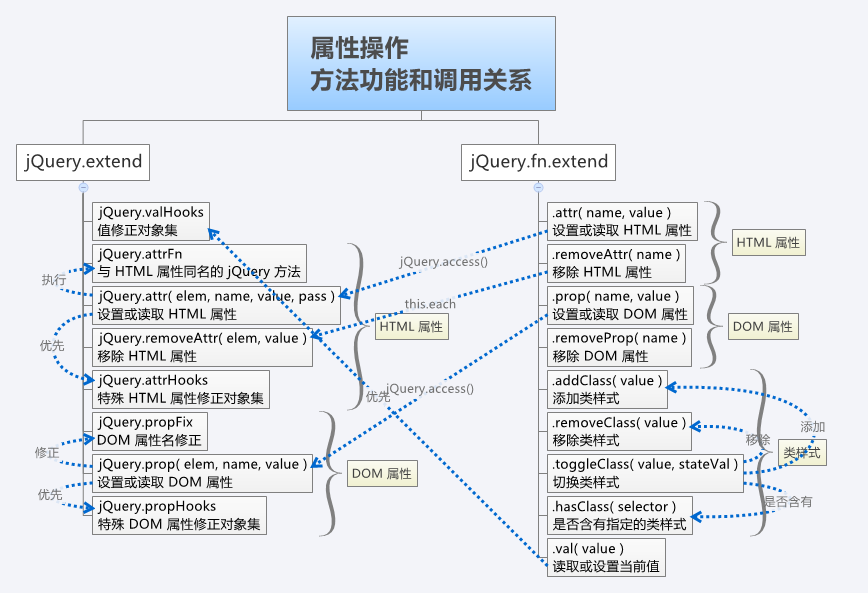 属性操作
方法功能和调用关系
jQuery.extend
jQuery.valHooks
值修正对象集
jQuery.attrFn
与 HTML 属性同名的 jQuery 方法
jQuery.attr( elem, name, value, pass )
设置或读取 HTML 属性
jQuery.removeAttr( elem, value )
移除 HTML 属性
jQuery.attrHooks
特殊 HTML 属性修正对象集
jQuery.propFix
DOM 属性名修正
jQuery.prop( elem, name, value )
设置或读取 DOM 属性
jQuery.propHooks
特殊 DOM 属性修正对象集
执行
优先
修正
优先
HTML 属性
DOM 属性
jQuery.access()
this.each
优先
jQuery.access()
jQuery.fn.extend
.attr( name, value )
设置或读取 HTML 属性
.removeAttr( name )
移除 HTML 属性
.prop( name, value )
设置或读取 DOM 属性
.removeProp( name )
移除 DOM 属性
.addClass( value )
添加类样式
.removeClass( value )
移除类样式
.toggleClass( value, stateVal )
切换类样式
.hasClass( selector )
是否含有指定的类样式
.val( value )
读取或设置当前值
HTML 属性
DOM 属性
添加
移除
类样式
是否含有